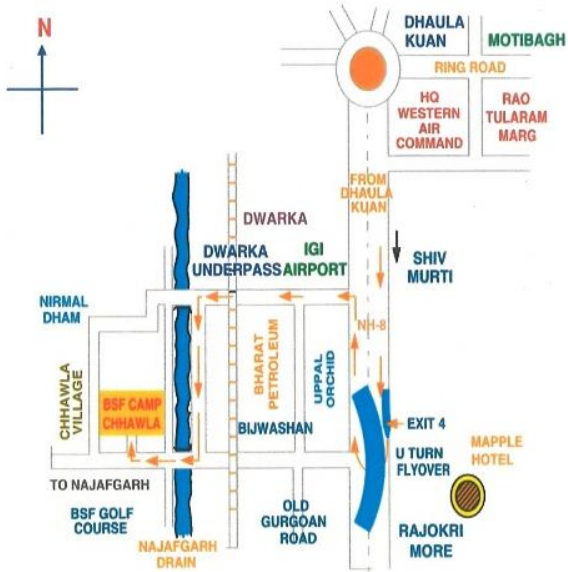 N
DHAULA
KUAN
MOTIBAGH
RING ROAD
HQ
WESTERN
AIR
COMMAND
RAO
TULARAM
MARG
FROM
DHAULA
KUAN
DWARKA
DWARKA
UNDERPASS
IGI
AIRPORT
SHIV
MURTI
NIRMAL
DHAM
NH-8
CHHAWLA
VILLAGE
BSF CAMP
CHHAWLA
BHARAT
PETROLEUM
UPPAL
ORCHID
BIJWASHAN
EXIT 4
U TURN
FLYOVER
MAPPLE
HOTEL
TO NAJAFGARH
BSF GOLF
COURSE
OLD
GURGOAN
ROAD
RAJOKRI
MORE
NAJAFGARH
DRAIN